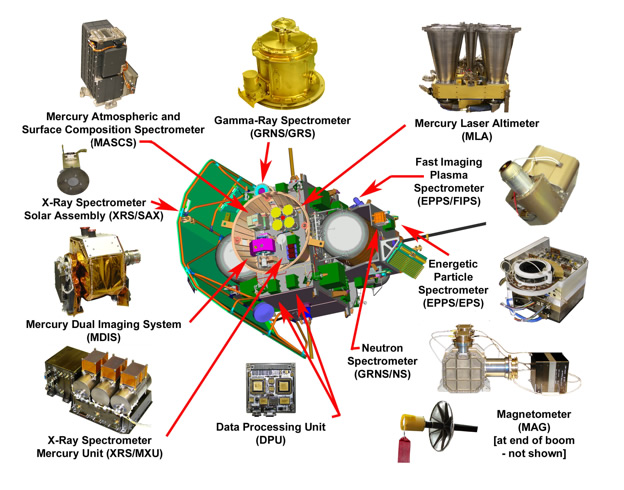 Mercury Atmospheric and
Surface Composition Spectrometer
(MASCS)
Gamma-Ray Spectrometer
(GRNS/GRS)
Mercury Laser Altimeter
(MLA)
Fast Imaging
Plasma
Spectrometer
(EPPS/FIPS)
X-Ray Spectrometer
Solar Assembly (XRS/SAX)
Energetic
Particle
Spectrometer
(EPPS/EPS)
Mercury Dual Imaging System
(MDIS)
Neutron
Spectrometer
(GRNS/NS)
X-Ray Spectrometer
Mercury Unit (XRS/MXU)
Data Processing Unit
(DPU)
Magnetometer
(MAG)
[at end of boom
- not shown]